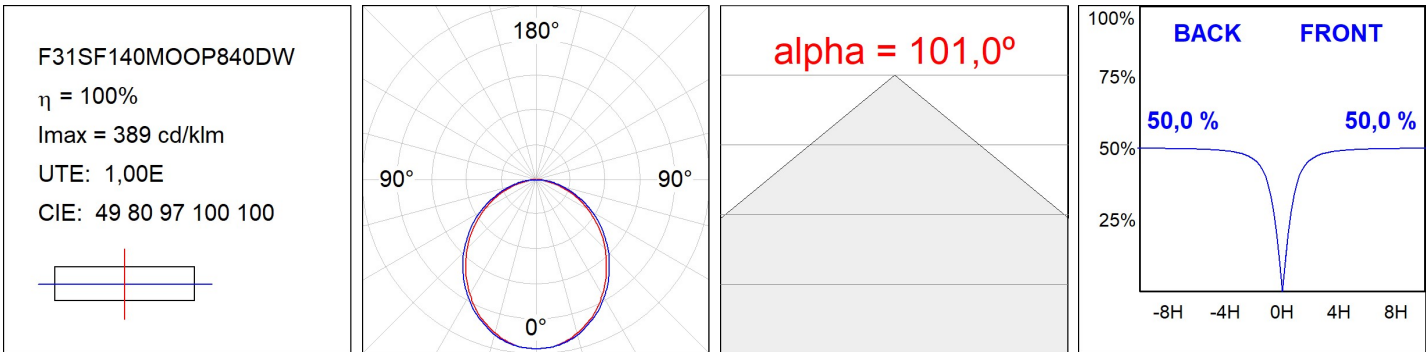 F31SF140MOOP840DW
η = 100%
Imax = 389 cd/klm
UTE: 1,00E
CIE: 49 80 97 100 100
180°
90° 90°
0°
alpha = 101,0º
100%
BACK FRONT
75%
50,0 % 50,0 %
50%
25%
-8H -4H 0H 4H 8H